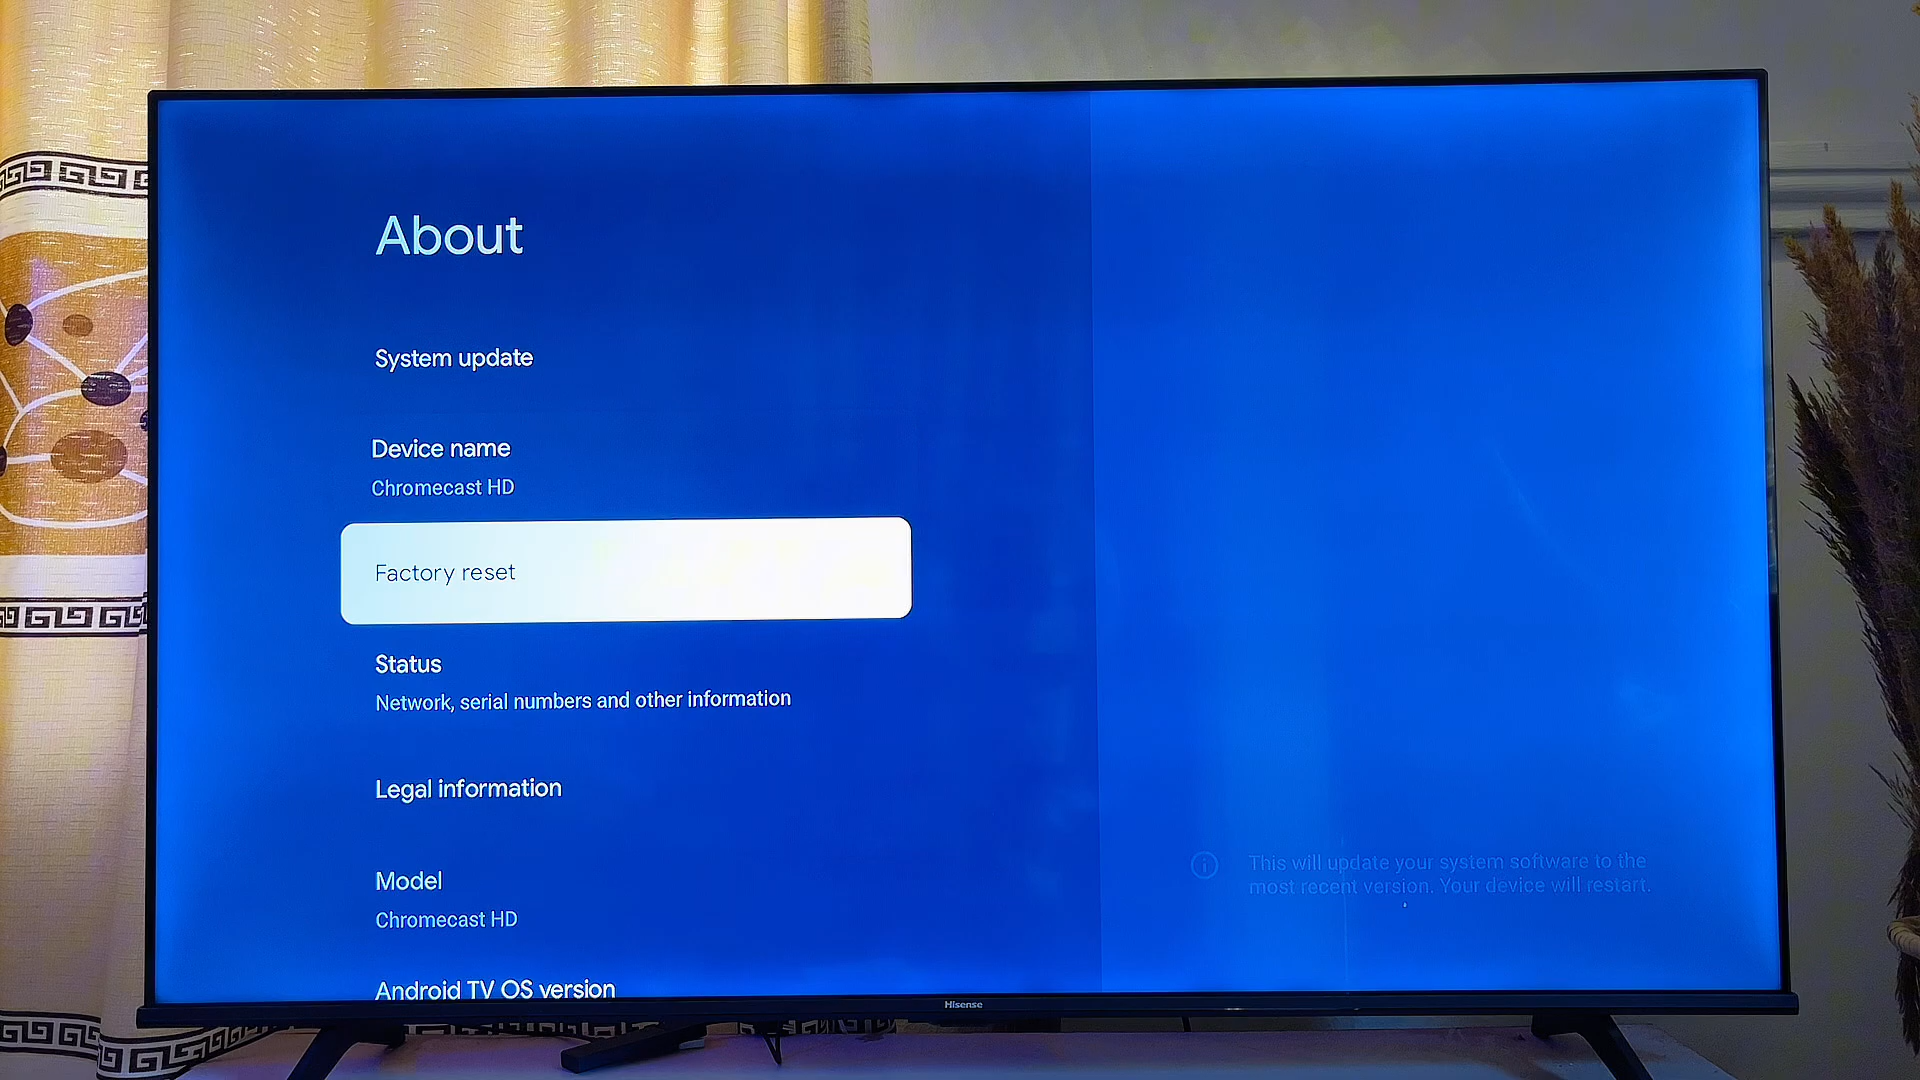 About
System update
Device name
Chromecast HD
Factory reset
Status
Network, serial numbers and other information
Legal information
Model
Chromecast HD
Android TV OS version
This will update your system software to the
most recent version. Your device will restart.
Hisense